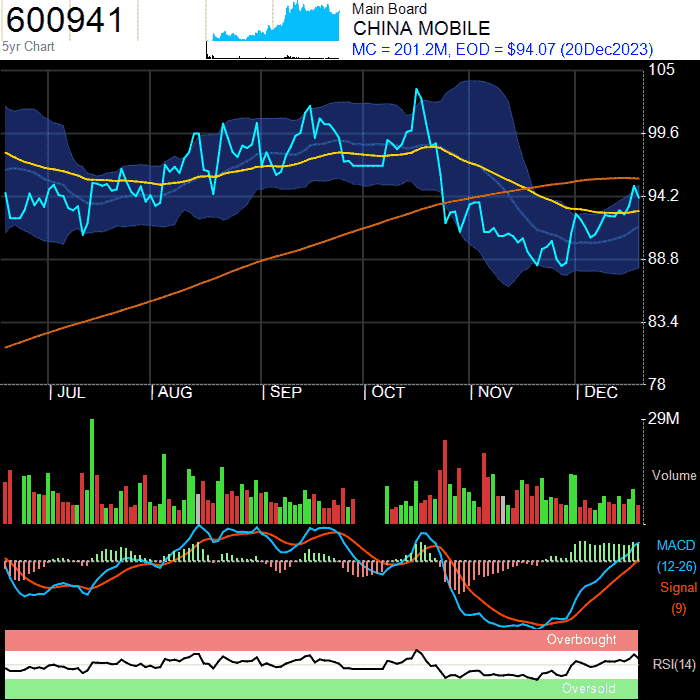 600941
5yr Chart
Main Board
CHINA MOBILE
MC = 201.2M, EOD = $94.07 (20Dec2023)
105
99.6
94.2
88.8
83.4
78
JUL AUG SEP OCT NOV DEC
29M
Volume
MACD
(12-26)
Signal
(9)
Overbought
RSI(14)
Oversold